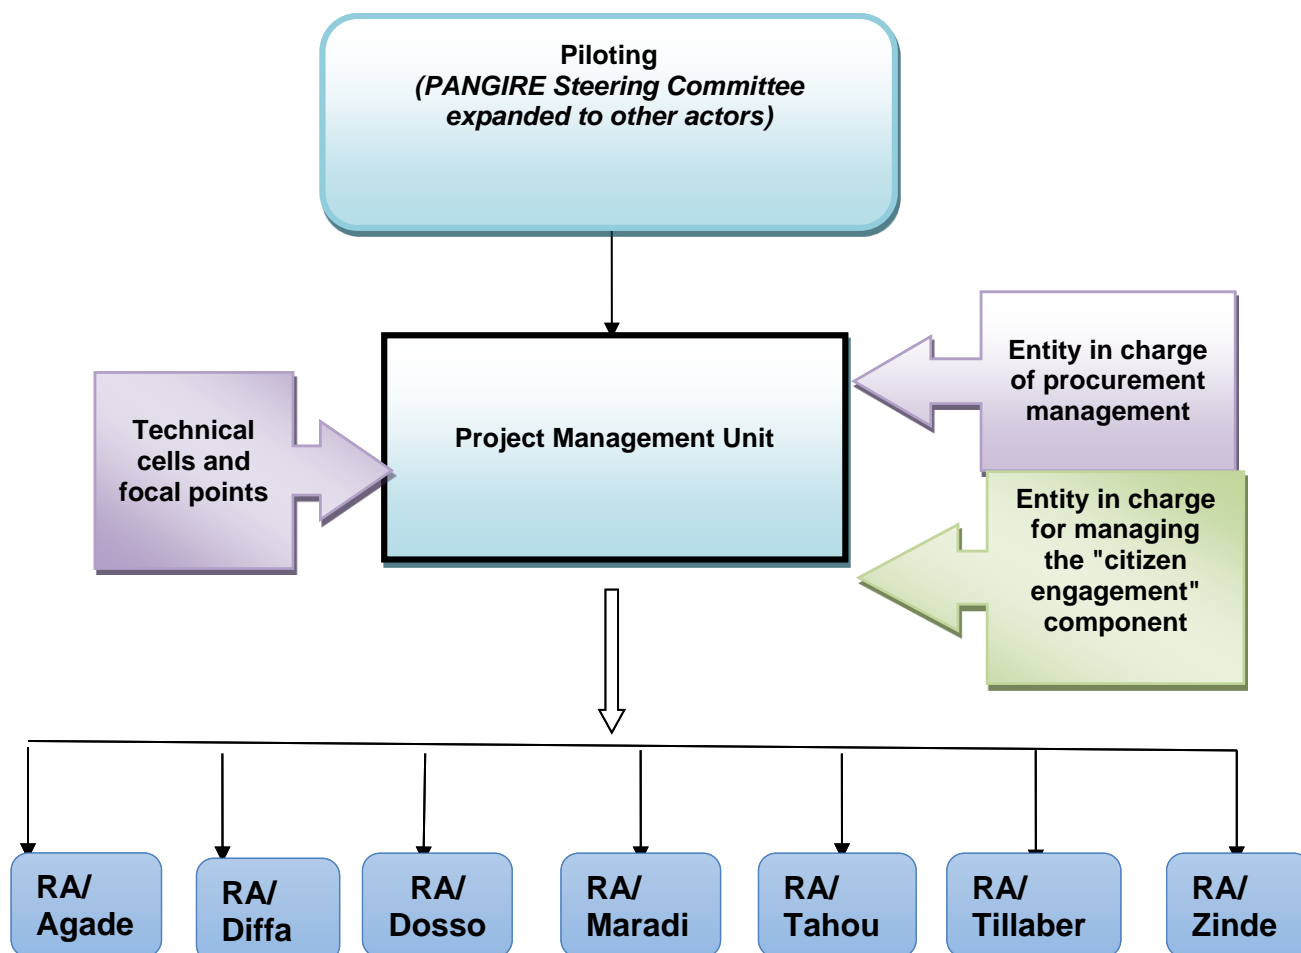 Piloting
(PANGIRE Steering Committee
expanded to other actors)
Entity in charge
of procurement
management
Technical
cells and
focal points
Project Management Unit
Entity in charge
for managing
the "citizen
engagement"
component
RA/
Agade
RA/
Diffa
RA/
Dosso
RA/
Maradi
RA/
Tahou
RA/
Tillaber
RA/
Zinde